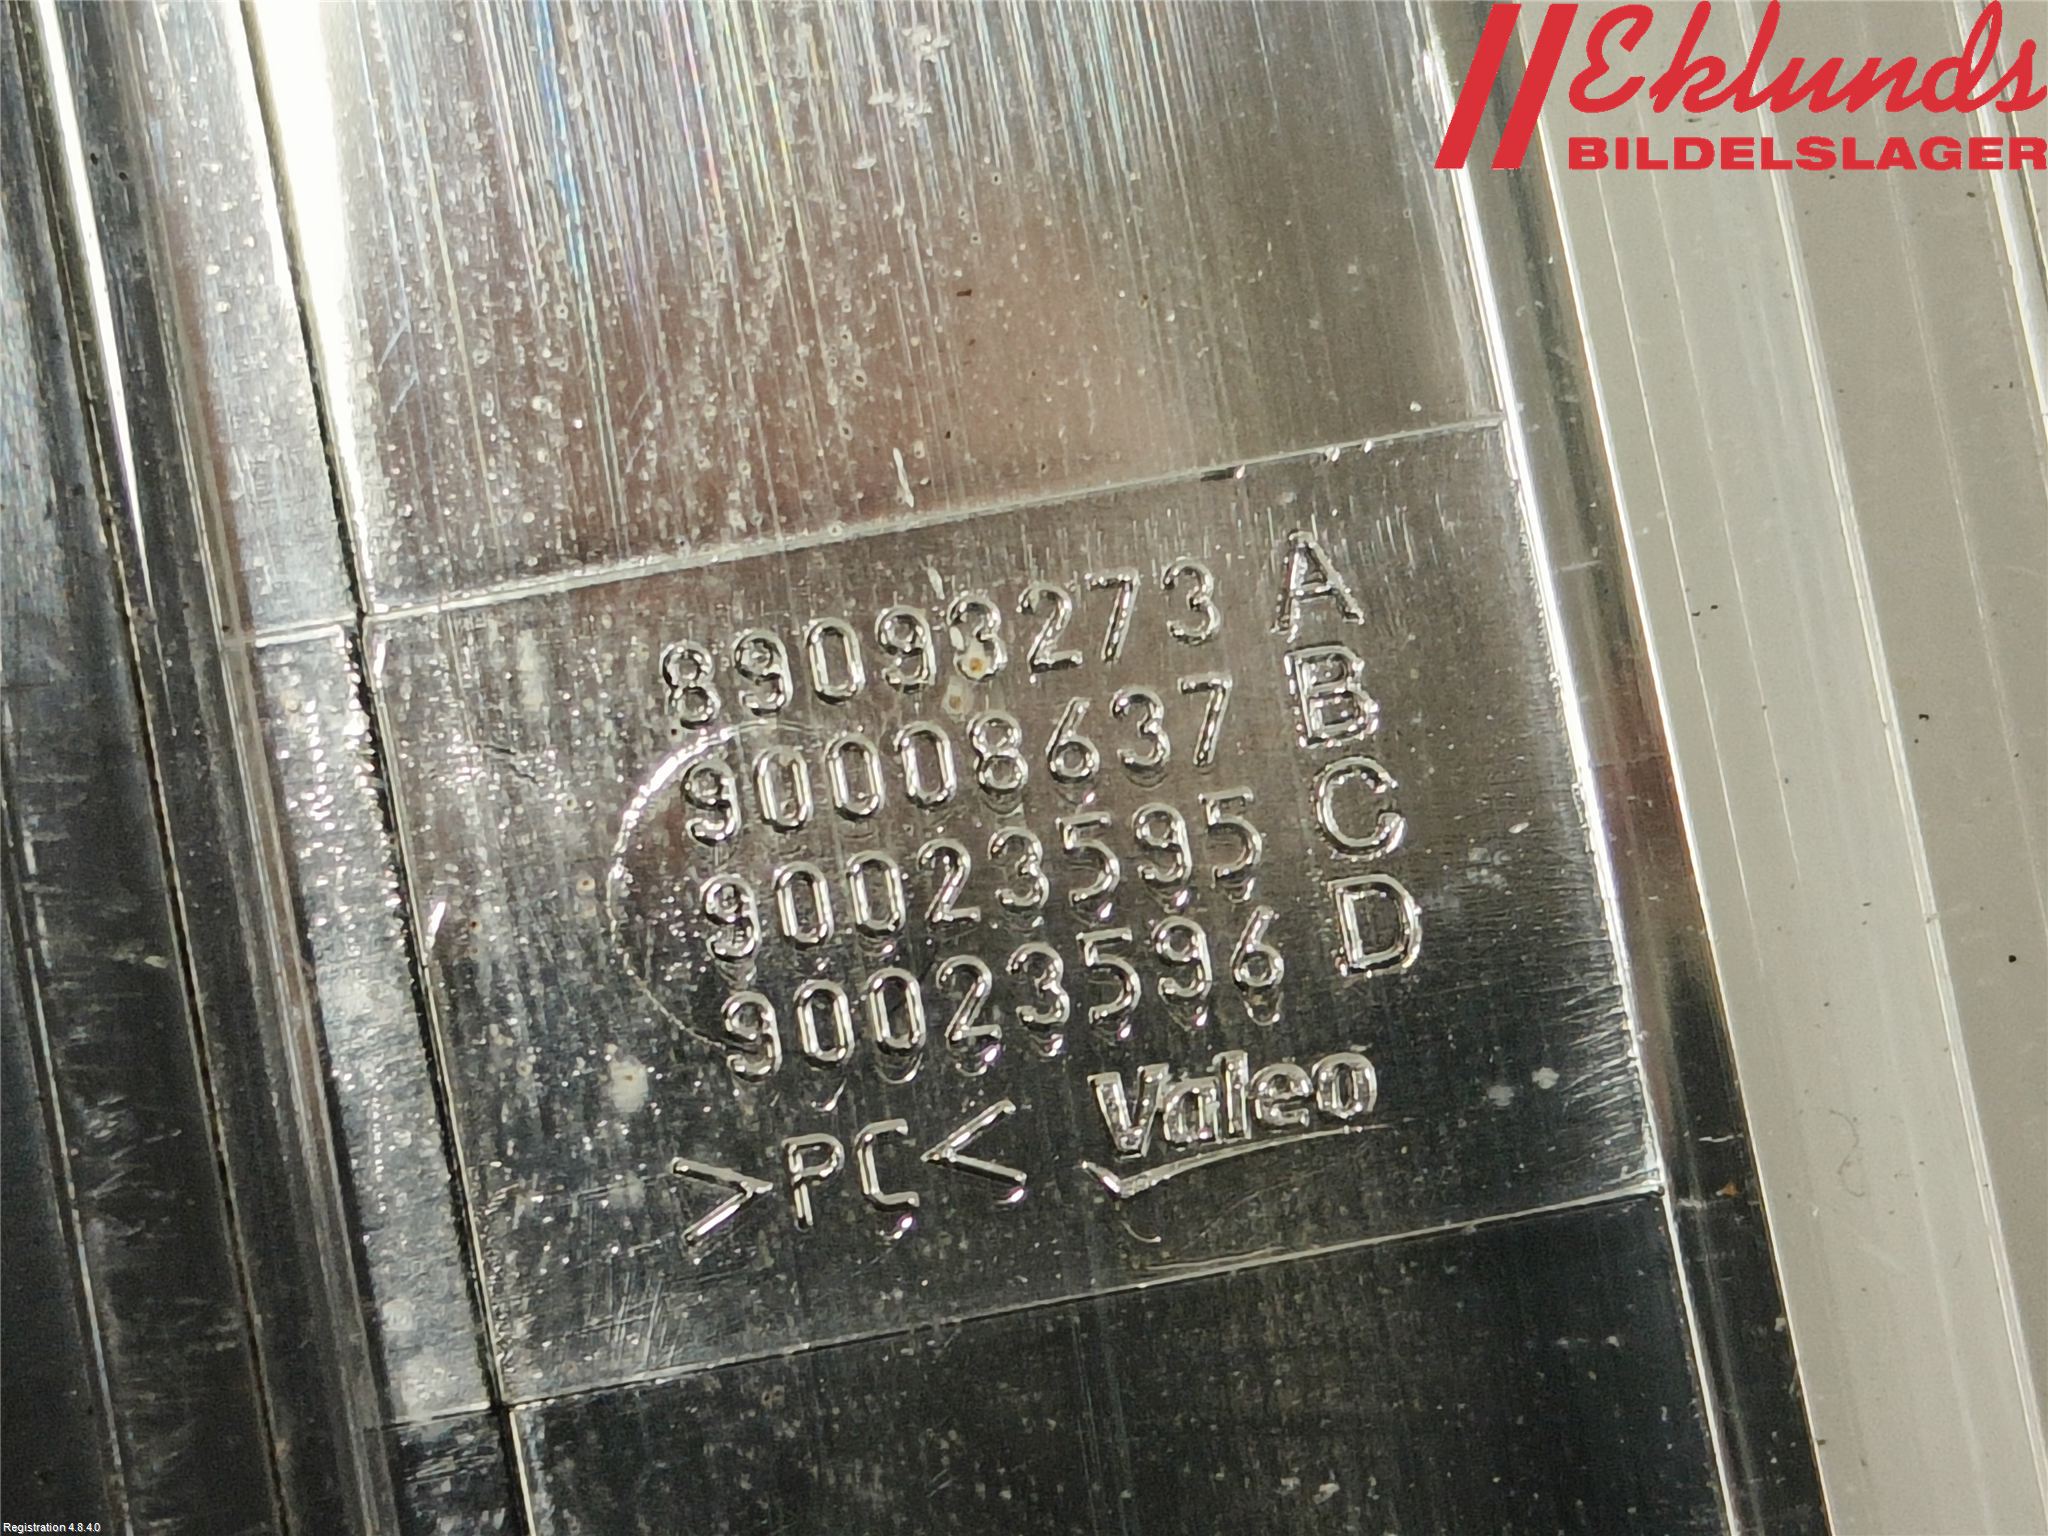 Eklunds
BILDELSLAGER
89093273 A
90008637 B
90023595 C
90023596 D
>PC< Valeo
Registration 4.8.4.0